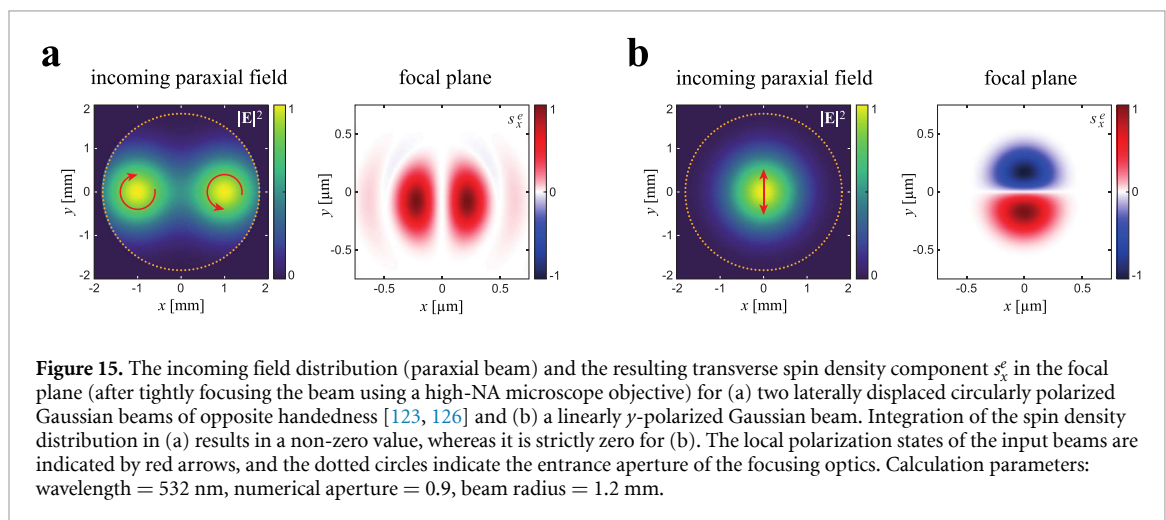 a
incoming paraxial field
focal plane
b
incoming paraxial field
focal plane
|E|²
2
1
0
-1
-2
-2
-1
0
1
2
y [mm]
x [mm]
1
0
s_x^e
0.5
0
-0.5
-0.5
0
0.5
y [µm]
x [µm]
1
0
-1
|E|²
2
1
0
-1
-2
-2
-1
0
1
2
y [mm]
x [mm]
1
0
s_x^e
0.5
0
-0.5
-0.5
0
0.5
y [µm]
x [µm]
1
0
-1
Figure 15. The incoming field distribution (paraxial beam) and the resulting transverse spin density component s_x^e in the focal
plane (after tightly focusing the beam using a high-NA microscope objective) for (a) two laterally displaced circularly polarized
Gaussian beams of opposite handedness [123, 126] and (b) a linearly y-polarized Gaussian beam. Integration of the spin density
distribution in (a) results in a non-zero value, whereas it is strictly zero for (b). The local polarization states of the input beams are
indicated by red arrows, and the dotted circles indicate the entrance aperture of the focusing optics. Calculation parameters:
wavelength = 532 nm, numerical aperture = 0.9, beam radius = 1.2 mm.